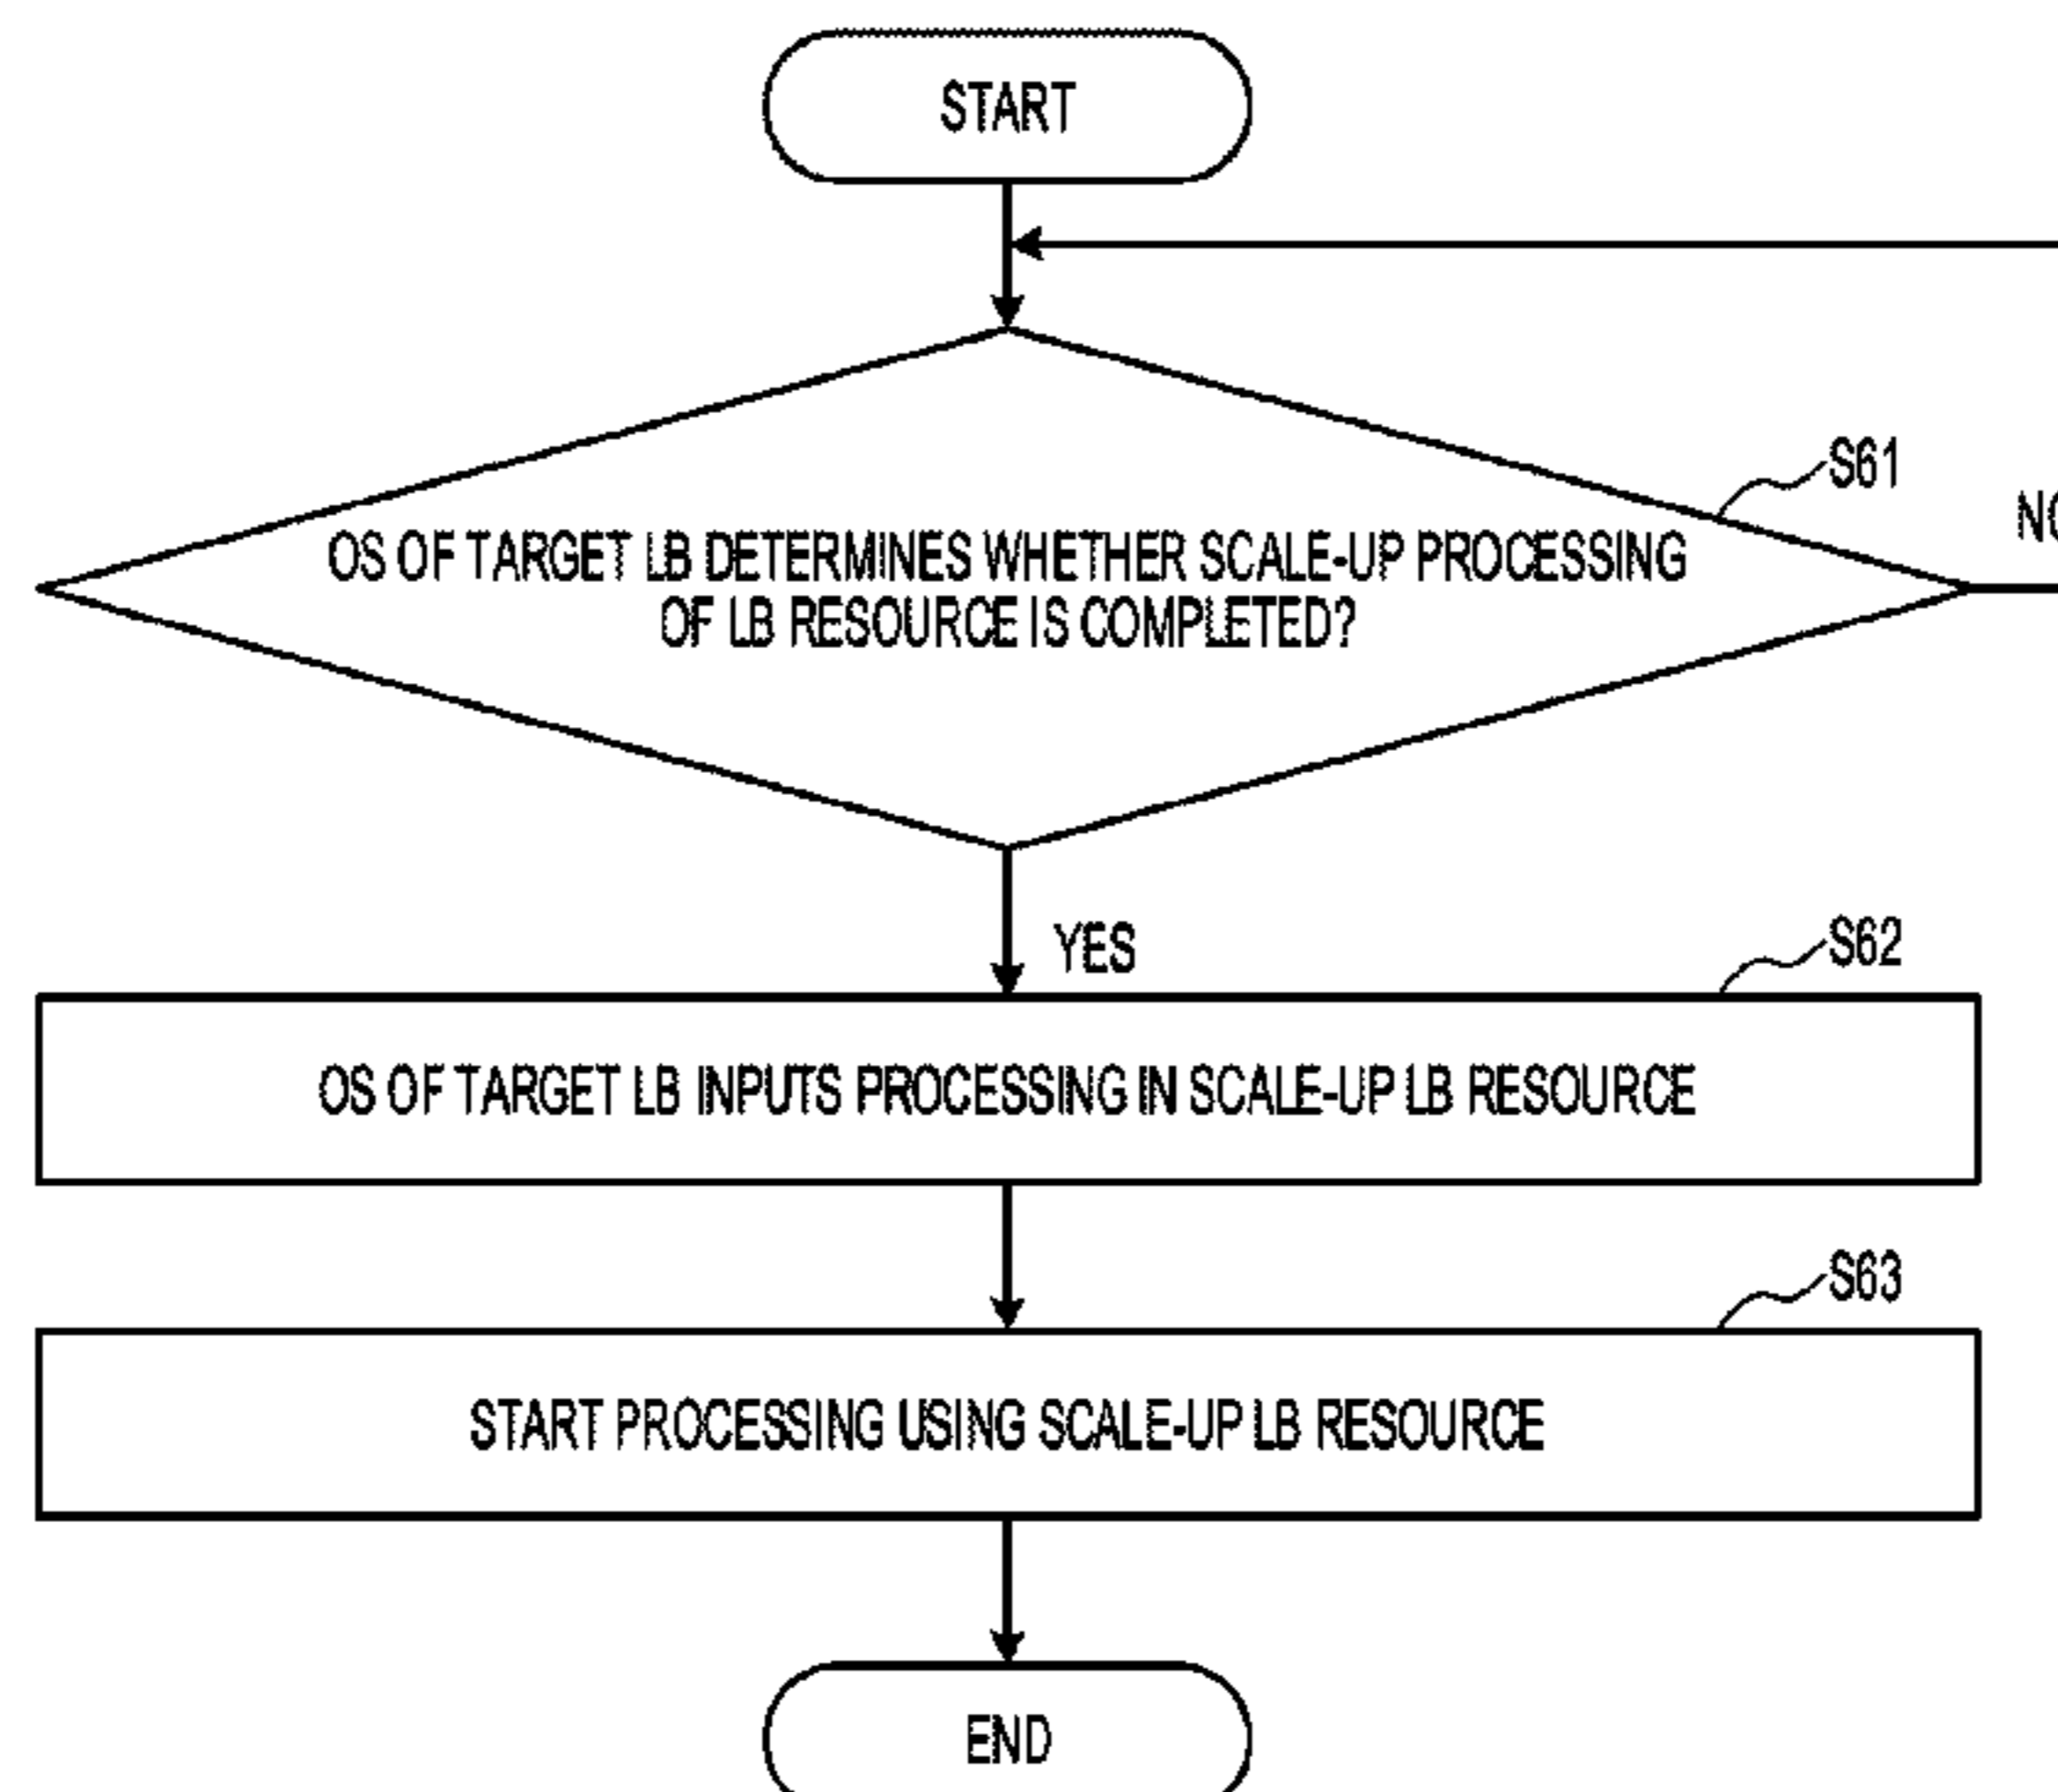 START
S61
NO
OS OF TARGET LB DETERMINES WHETHER SCALE-UP PROCESSING
OF LB RESOURCE IS COMPLETED?
YES
S62
OS OF TARGET LB INPUTS PROCESSING IN SCALE-UP LB RESOURCE
S63
START PROCESSING USING SCALE-UP LB RESOURCE
END